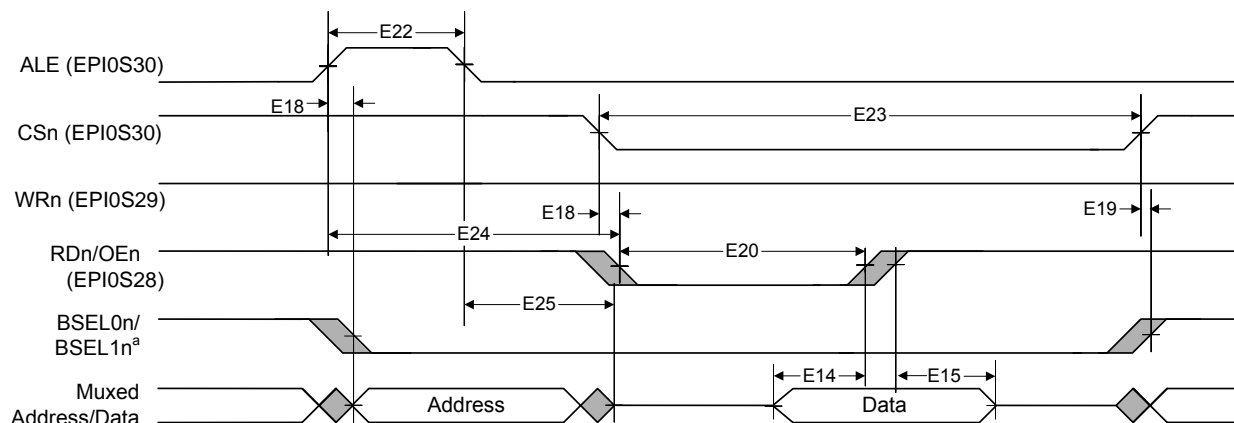 E22
ALE (EPI0S30)
E18
CSn (EPI0S30)
E23
WRn (EPI0S29)
E18
E19
E24
RDn/OEn
(EPI0S28)
E20
E25
BSEL0n/
BSEL1nᵃ
E14
E15
Muxed
Address/Data
Address
Data